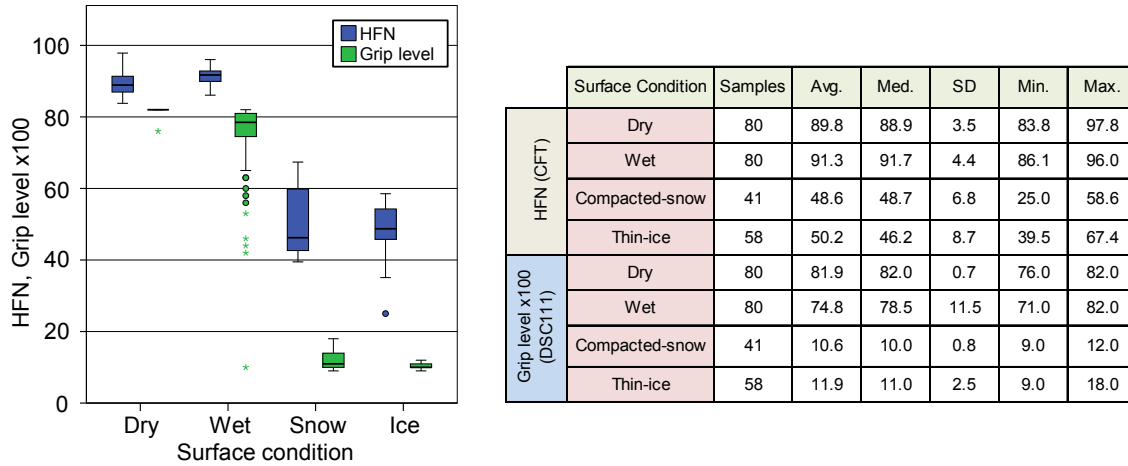 HFN
Grip level
100
80
60
40
20
0
HFN, Grip level x100
Dry Wet Snow Ice
Surface condition
Surface Condition Samples Avg. Med. SD Min. Max.
HFN (CFT)
Dry 80 89.8 88.9 3.5 83.8 97.8
Wet 80 91.3 91.7 4.4 86.1 96.0
Compacted-snow 41 48.6 48.7 6.8 25.0 58.6
Thin-ice 58 50.2 46.2 8.7 39.5 67.4
Grip level x100
(DSC111)
Dry 80 81.9 82.0 0.7 76.0 82.0
Wet 80 74.8 78.5 11.5 71.0 82.0
Compacted-snow 41 10.6 10.0 0.8 9.0 12.0
Thin-ice 58 11.9 11.0 2.5 9.0 18.0